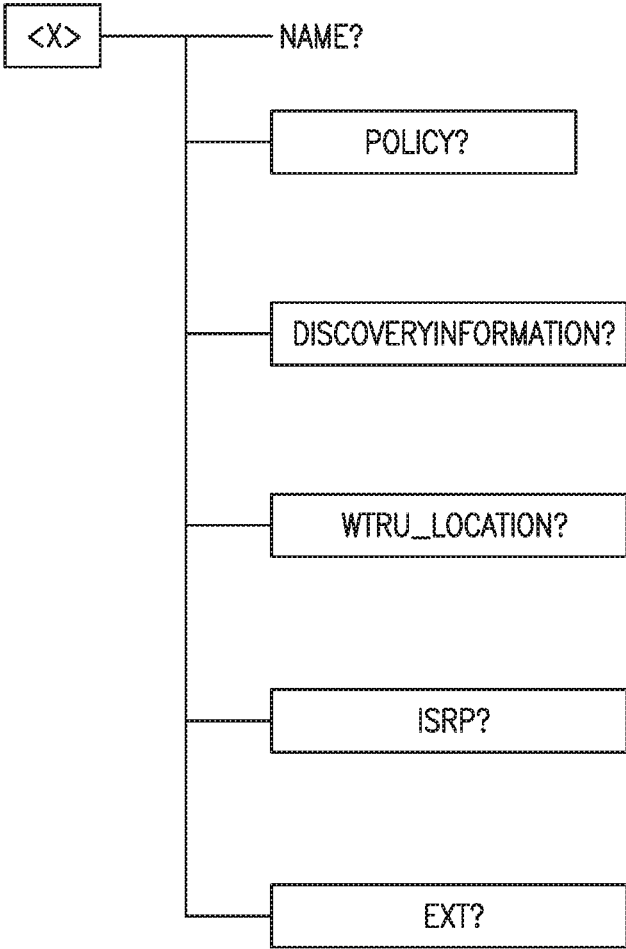 <X>
NAME?
POLICY?
DISCOVERYINFORMATION?
WTRU_LOCATION?
ISRP?
EXT?